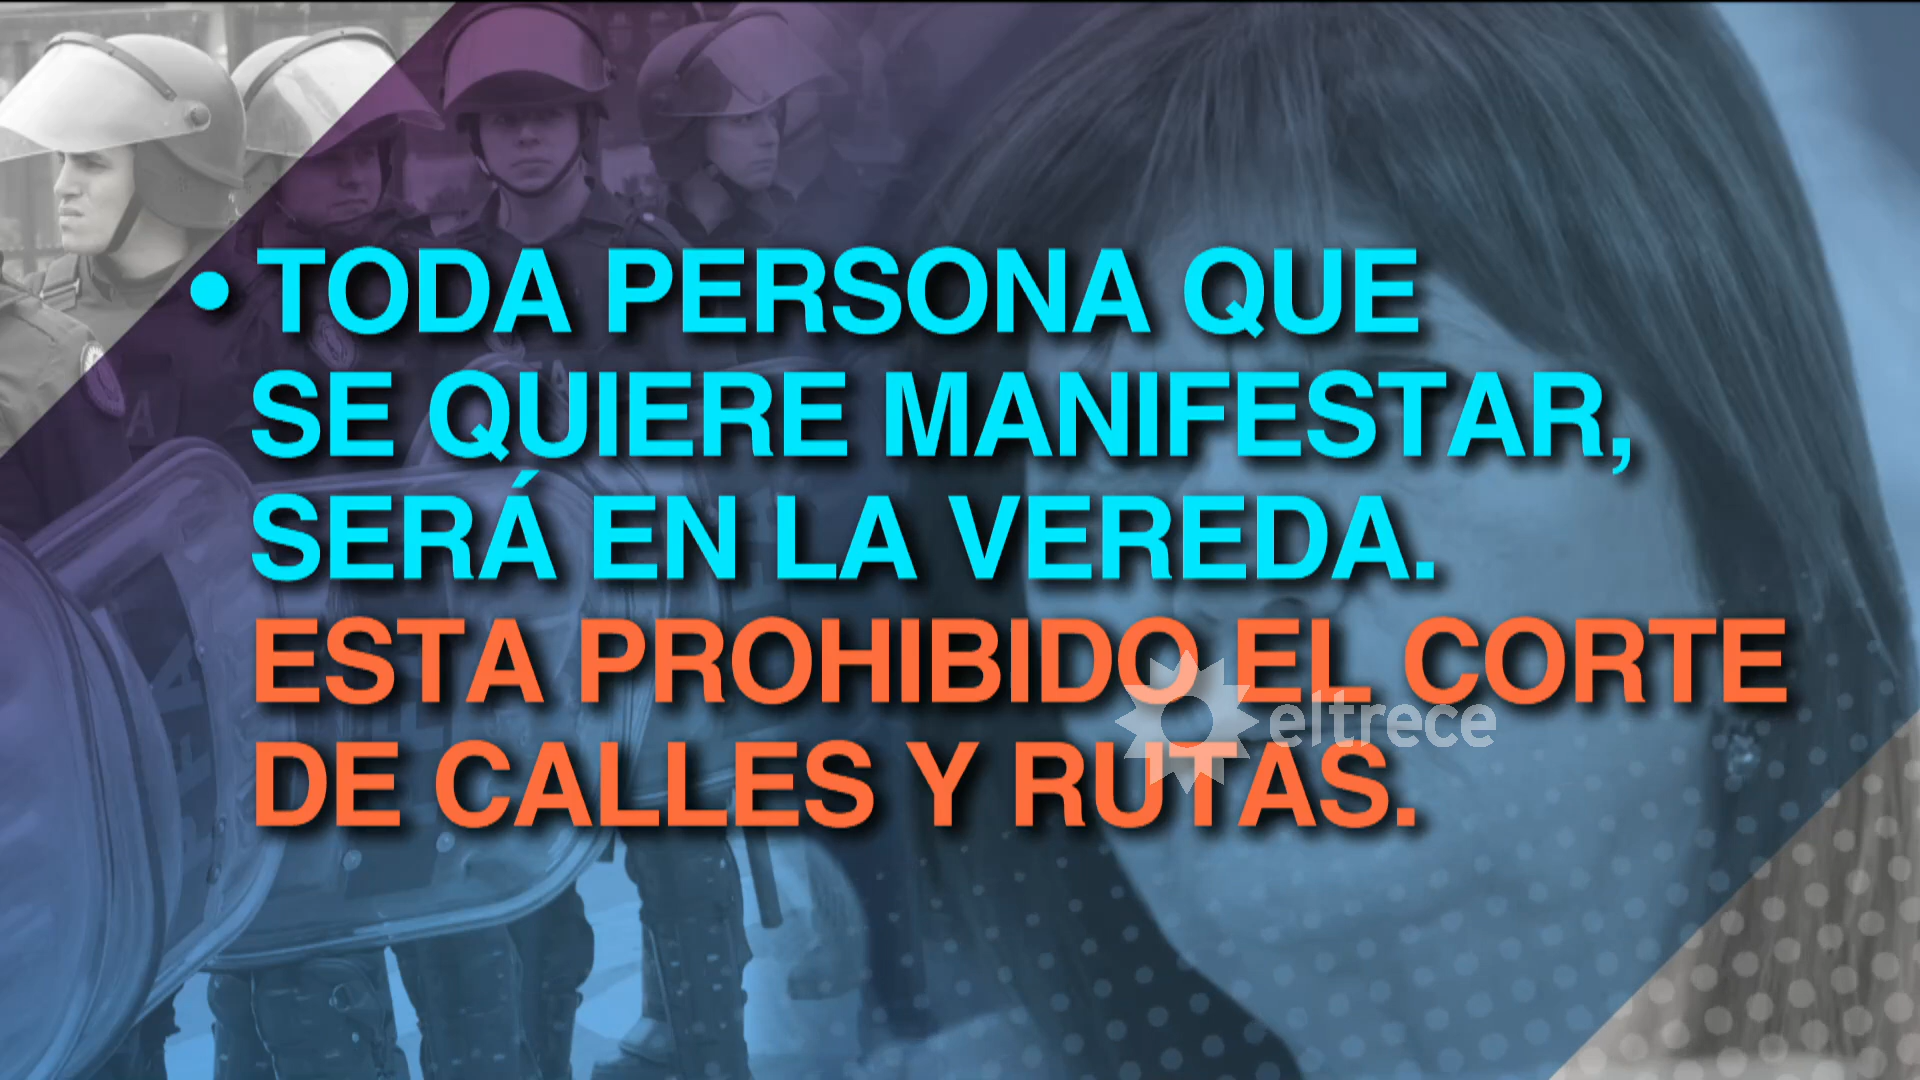 • TODA PERSONA QUE
SE QUIERE MANIFESTAR,
SERÁ EN LA VEREDA.
ESTA PROHIBIDO EL CORTE
DE CALLES Y RUTAS.
eltrece